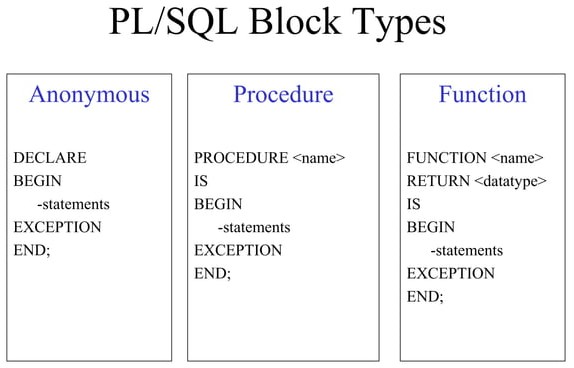 PL/SQL Block Types
Anonymous
DECLARE
BEGIN
-statements
EXCEPTION
END;
Procedure
PROCEDURE <name>
IS
BEGIN
-statements
EXCEPTION
END;
Function
FUNCTION <name>
RETURN <datatype>
IS
BEGIN
-statements
EXCEPTION
END;